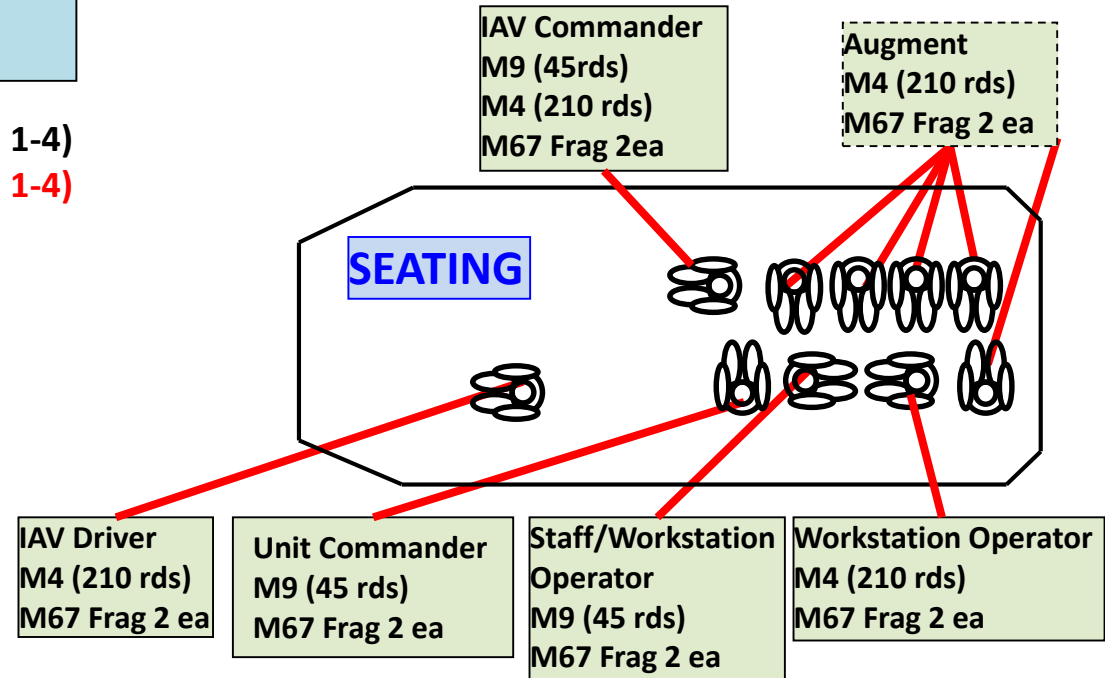 1-4)
1-4)
IAV Commander
M9 (45rds)
M4 (210 rds)
M67 Frag 2ea
Augment
M4 (210 rds)
M67 Frag 2 ea
SEATING
IAV Driver
M4 (210 rds)
M67 Frag 2 ea
Unit Commander
M9 (45 rds)
M67 Frag 2 ea
Staff/Workstation
Operator
M9 (45 rds)
M67 Frag 2 ea
Workstation Operator
M4 (210 rds)
M67 Frag 2 ea